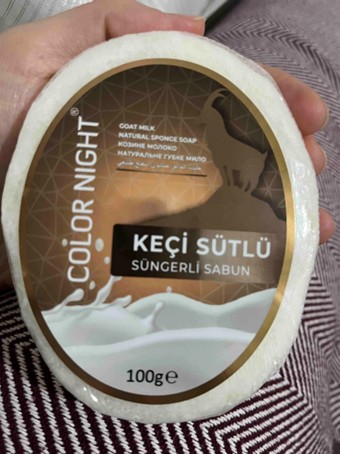 COLOR NIGHT®
GOAT MILK
NATURAL SPONGE SOAP
КОЗИНЕ МОЛОКО
НАТУРАЛЬНЕ ГУБКЕ МИЛО
KEÇİ SÜTLÜ
SÜNGERLİ SABUN
100g℮